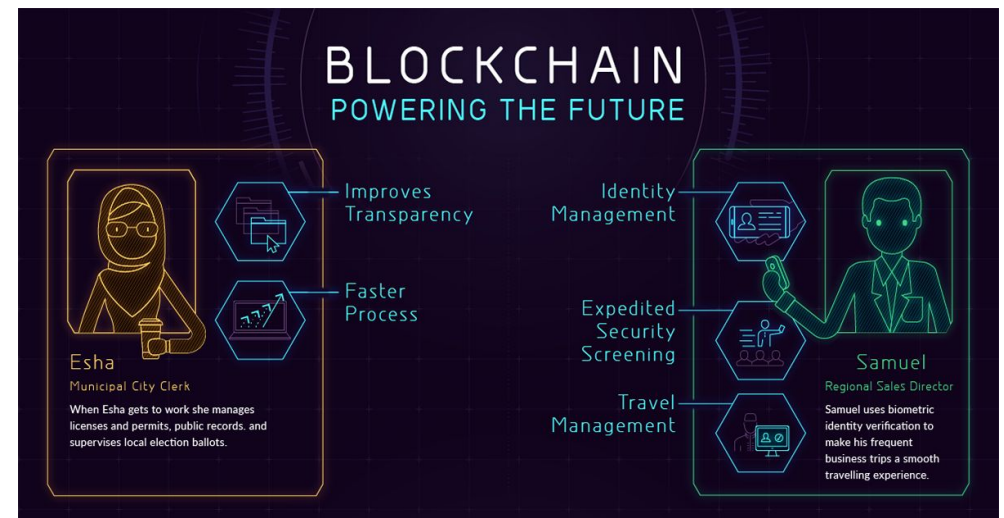 BLOCKCHAIN
POWERING THE FUTURE
Improves
Transparency
Faster
Process
Esha
Municipal City Clerk
When Esha gets to work she manages
licenses and permits, public records. and
supervises local election ballots.
Identity
Management
Expedited
Security
Screening
Travel
Management
Samuel
Regional Sales Director
Samuel uses biometric
identity verification to
make his frequent
business trips a smooth
travelling experience.